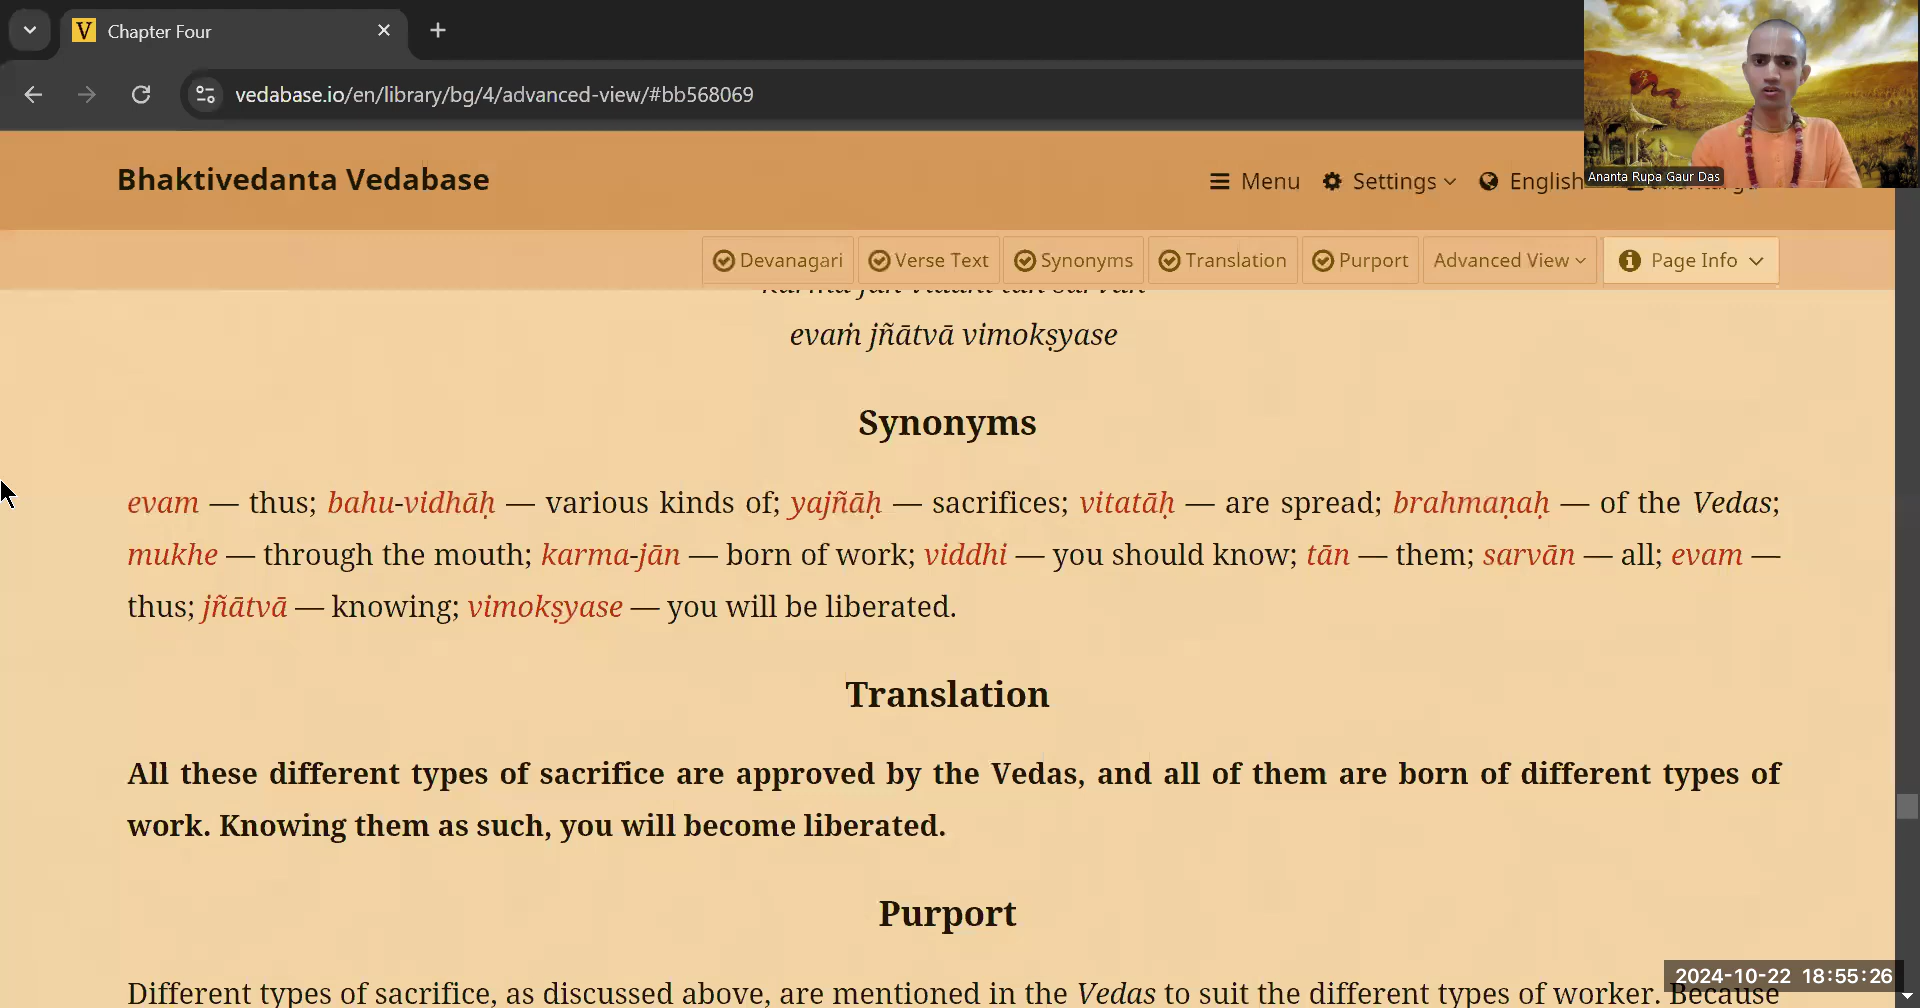 Chapter Four
vedabase.io/en/library/bg/4/advanced-view/#bb568069
Ananta Rupa Gaur Das
Bhaktivedanta Vedabase
Menu Settings English
Devanagari Verse Text Synonyms Translation Purport Advanced View Page Info
karma-jān viddhi tān sarvān
evaṁ jñātvā vimokṣyase
Synonyms
evam — thus; bahu-vidhāḥ — various kinds of; yajñāḥ — sacrifices; vitatāḥ — are spread; brahmaṇaḥ — of the Vedas;
mukhe — through the mouth; karma-jān — born of work; viddhi — you should know; tān — them; sarvān — all; evam —
thus; jñātvā — knowing; vimokṣyase — you will be liberated.
Translation
All these different types of sacrifice are approved by the Vedas, and all of them are born of different types of
work. Knowing them as such, you will become liberated.
Purport
Different types of sacrifice, as discussed above, are mentioned in the Vedas to suit the different types of worker. Because
2024-10-22 18:55:26